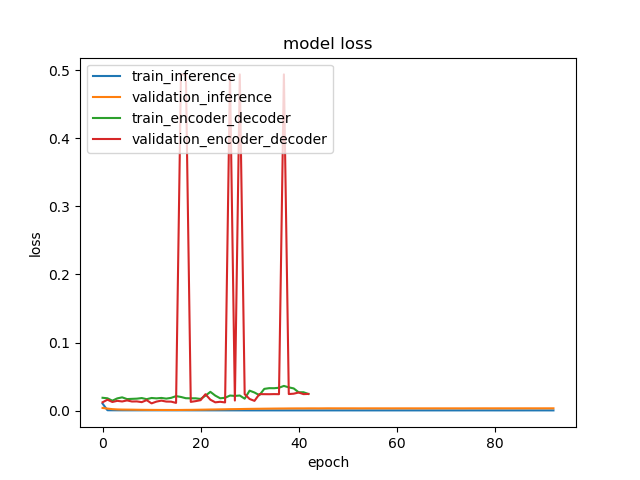 model loss
train_inference
validation_inference
train_encoder_decoder
validation_encoder_decoder
0.5
0.4
0.3
0.2
0.1
0.0
loss
0 20 40 60 80
epoch